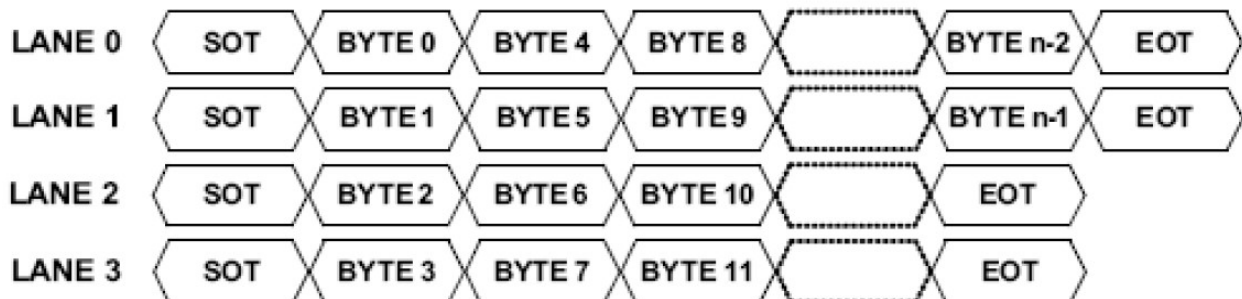 LANE 0 SOT BYTE 0 BYTE 4 BYTE 8 BYTE n-2 EOT
LANE 1 SOT BYTE 1 BYTE 5 BYTE 9 BYTE n-1 EOT
LANE 2 SOT BYTE 2 BYTE 6 BYTE 10 EOT
LANE 3 SOT BYTE 3 BYTE 7 BYTE 11 EOT